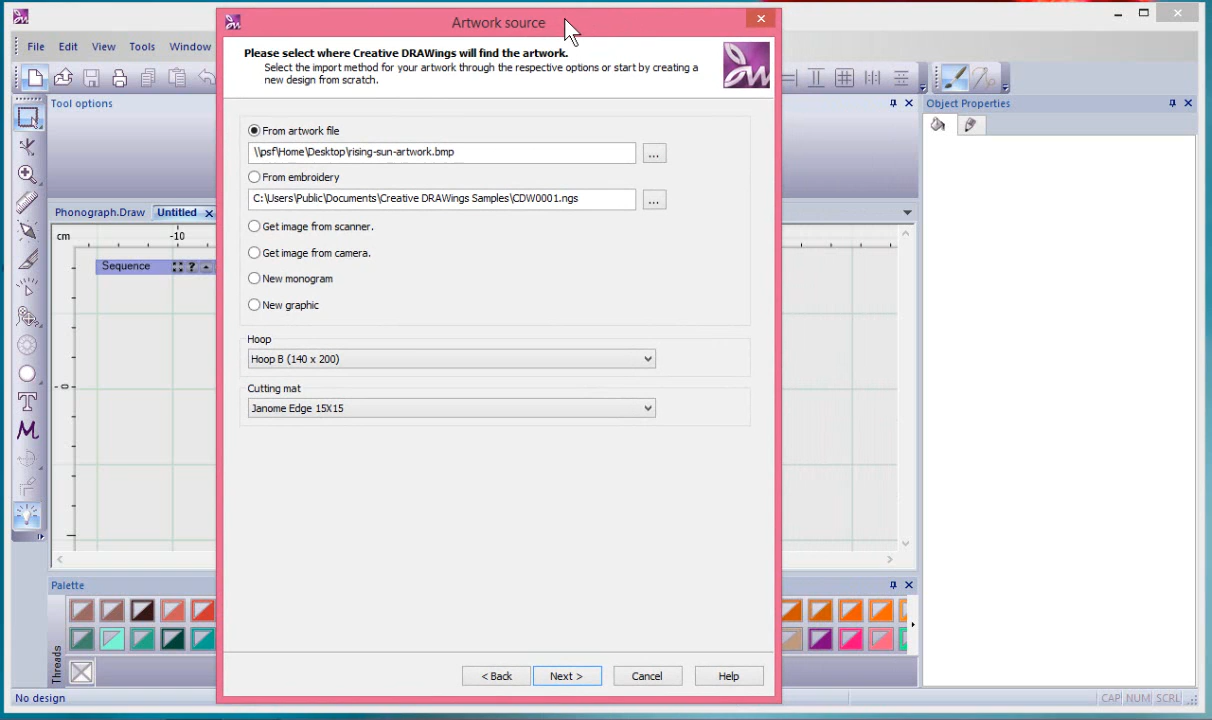 Artwork source
File Edit View Tools Window
Please select where Creative DRAWings will find the artwork.
Select the import method for your artwork through the respective options or start by creating a
new design from scratch.
Tool options
Object Properties
From artwork file
\\psf\Home\Desktop\rising-sun-artwork.bmp
...
From embroidery
C:\Users\Public\Documents\Creative DRAWings Samples\CDW0001.ngs
...
Phonograph.Draw Untitled
cm
-10
Get image from scanner.
Get image from camera.
Sequence
New monogram
New graphic
Hoop
Hoop B (140 x 200)
0
Cutting mat
Janome Edge 15X15
Palette
Threads
< Back Next > Cancel Help
No design
CAP NUM SCRL